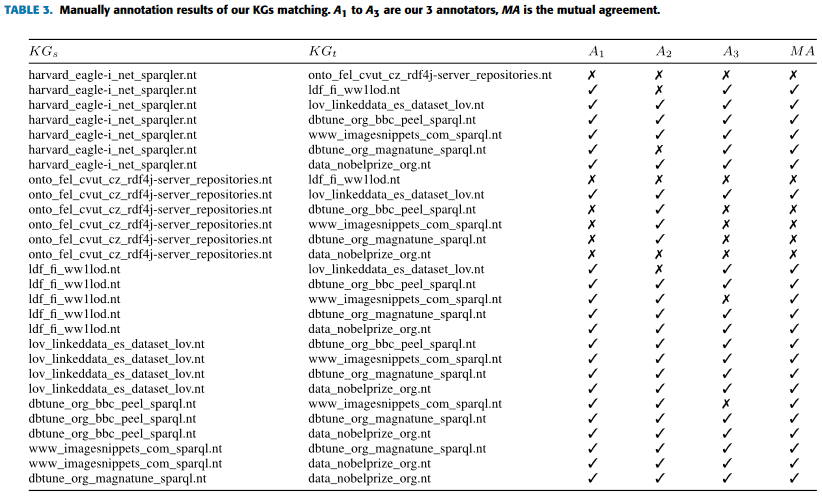 TABLE 3. Manually annotation results of our KGs matching. A1 to A3 are our 3 annotators, MA is the mutual agreement.
KGs KGt A1 A2 A3 MA
harvard_eagle-i_net_sparqler.nt onto_fel_cvut_cz_rdf4j-server_repositories.nt ✗ ✗ ✗ ✗
harvard_eagle-i_net_sparqler.nt ldf_fi_ww1lod.nt ✓ ✗ ✓ ✓
harvard_eagle-i_net_sparqler.nt lov_linkeddata_es_dataset_lov.nt ✓ ✓ ✓ ✓
harvard_eagle-i_net_sparqler.nt dbtune_org_bbc_peel_sparql.nt ✓ ✓ ✓ ✓
harvard_eagle-i_net_sparqler.nt www_imagesnippets_com_sparql.nt ✓ ✓ ✓ ✓
harvard_eagle-i_net_sparqler.nt dbtune_org_magnatune_sparql.nt ✓ ✗ ✓ ✓
harvard_eagle-i_net_sparqler.nt data_nobelprize_org.nt ✓ ✓ ✓ ✓
onto_fel_cvut_cz_rdf4j-server_repositories.nt ldf_fi_ww1lod.nt ✗ ✗ ✗ ✗
onto_fel_cvut_cz_rdf4j-server_repositories.nt lov_linkeddata_es_dataset_lov.nt ✓ ✓ ✓ ✓
onto_fel_cvut_cz_rdf4j-server_repositories.nt dbtune_org_bbc_peel_sparql.nt ✗ ✓ ✗ ✗
onto_fel_cvut_cz_rdf4j-server_repositories.nt www_imagesnippets_com_sparql.nt ✗ ✓ ✗ ✗
onto_fel_cvut_cz_rdf4j-server_repositories.nt dbtune_org_magnatune_sparql.nt ✗ ✓ ✗ ✗
onto_fel_cvut_cz_rdf4j-server_repositories.nt data_nobelprize_org.nt ✗ ✗ ✗ ✗
ldf_fi_ww1lod.nt lov_linkeddata_es_dataset_lov.nt ✓ ✗ ✓ ✓
ldf_fi_ww1lod.nt dbtune_org_bbc_peel_sparql.nt ✓ ✓ ✓ ✓
ldf_fi_ww1lod.nt www_imagesnippets_com_sparql.nt ✓ ✓ ✗ ✓
ldf_fi_ww1lod.nt dbtune_org_magnatune_sparql.nt ✓ ✓ ✓ ✓
ldf_fi_ww1lod.nt data_nobelprize_org.nt ✓ ✓ ✓ ✓
lov_linkeddata_es_dataset_lov.nt dbtune_org_bbc_peel_sparql.nt ✓ ✓ ✓ ✓
lov_linkeddata_es_dataset_lov.nt www_imagesnippets_com_sparql.nt ✓ ✓ ✓ ✓
lov_linkeddata_es_dataset_lov.nt dbtune_org_magnatune_sparql.nt ✓ ✓ ✓ ✓
lov_linkeddata_es_dataset_lov.nt data_nobelprize_org.nt ✓ ✓ ✓ ✓
dbtune_org_bbc_peel_sparql.nt www_imagesnippets_com_sparql.nt ✓ ✓ ✗ ✓
dbtune_org_bbc_peel_sparql.nt dbtune_org_magnatune_sparql.nt ✓ ✓ ✓ ✓
dbtune_org_bbc_peel_sparql.nt data_nobelprize_org.nt ✓ ✓ ✓ ✓
www_imagesnippets_com_sparql.nt dbtune_org_magnatune_sparql.nt ✓ ✓ ✓ ✓
www_imagesnippets_com_sparql.nt data_nobelprize_org.nt ✓ ✓ ✓ ✓
dbtune_org_magnatune_sparql.nt data_nobelprize_org.nt ✓ ✓ ✓ ✓